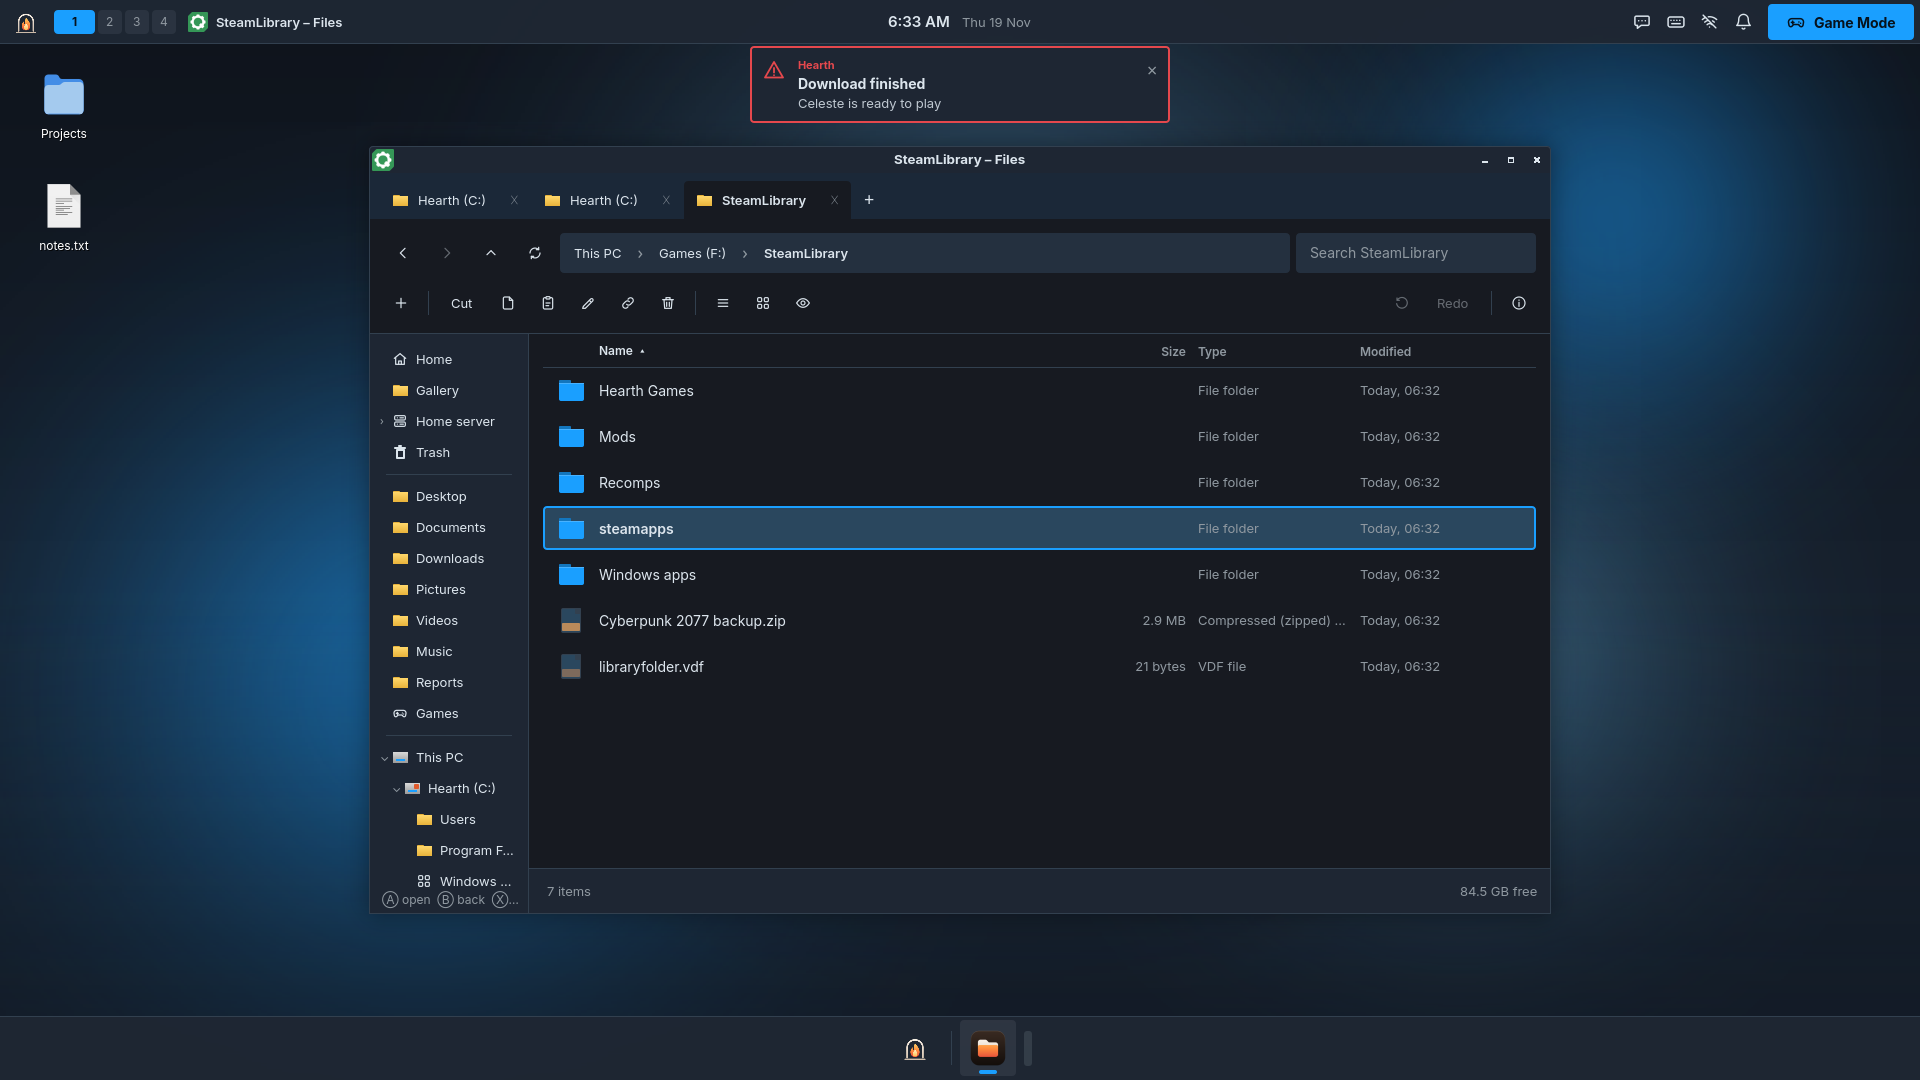 1 2 3 4 SteamLibrary – Files 6:33 AM Thu 19 Nov Game Mode
Hearth
Download finished
Celeste is ready to play
Projects
notes.txt
SteamLibrary – Files
Hearth (C:) X Hearth (C:) X SteamLibrary X +
This PC › Games (F:) › SteamLibrary Search SteamLibrary
Cut Redo
Name Size Type Modified
Home
Gallery
Home server
Trash
Desktop
Documents
Downloads
Pictures
Videos
Music
Reports
Games
This PC
Hearth (C:)
Users
Program F...
Windows ...
A open B back X...
Hearth Games File folder Today, 06:32
Mods File folder Today, 06:32
Recomps File folder Today, 06:32
steamapps File folder Today, 06:32
Windows apps File folder Today, 06:32
Cyberpunk 2077 backup.zip 2.9 MB Compressed (zipped) ... Today, 06:32
libraryfolder.vdf 21 bytes VDF file Today, 06:32
7 items 84.5 GB free